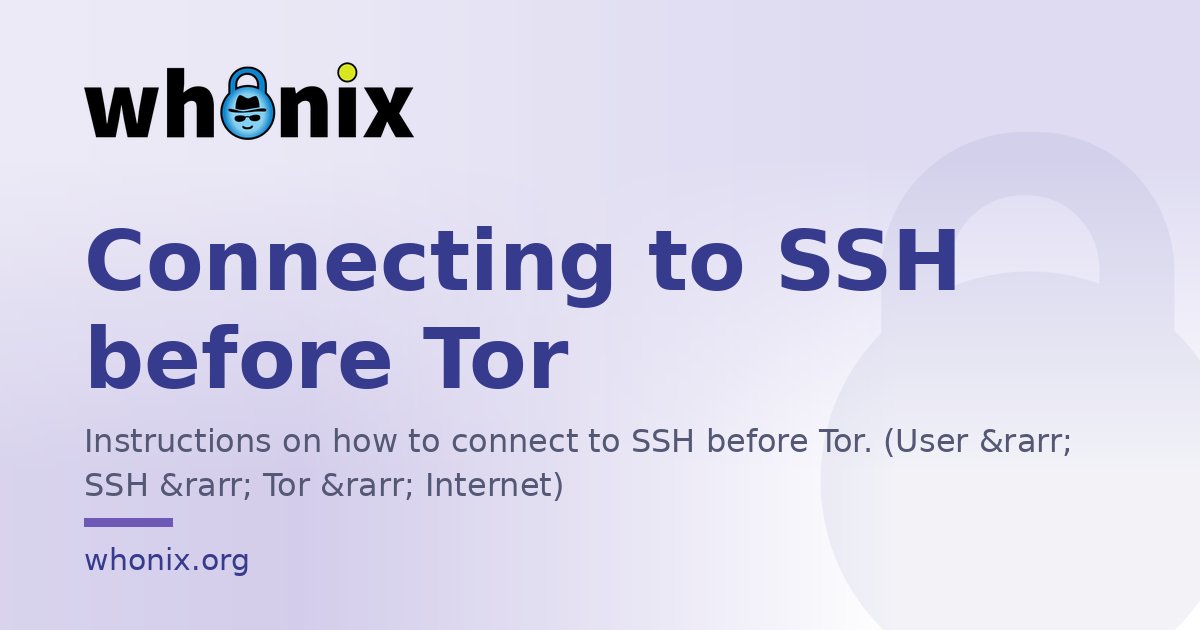 whonix
Connecting to SSH
before Tor
Instructions on how to connect to SSH before Tor. (User &rarr;
SSH &rarr; Tor &rarr; Internet)
whonix.org